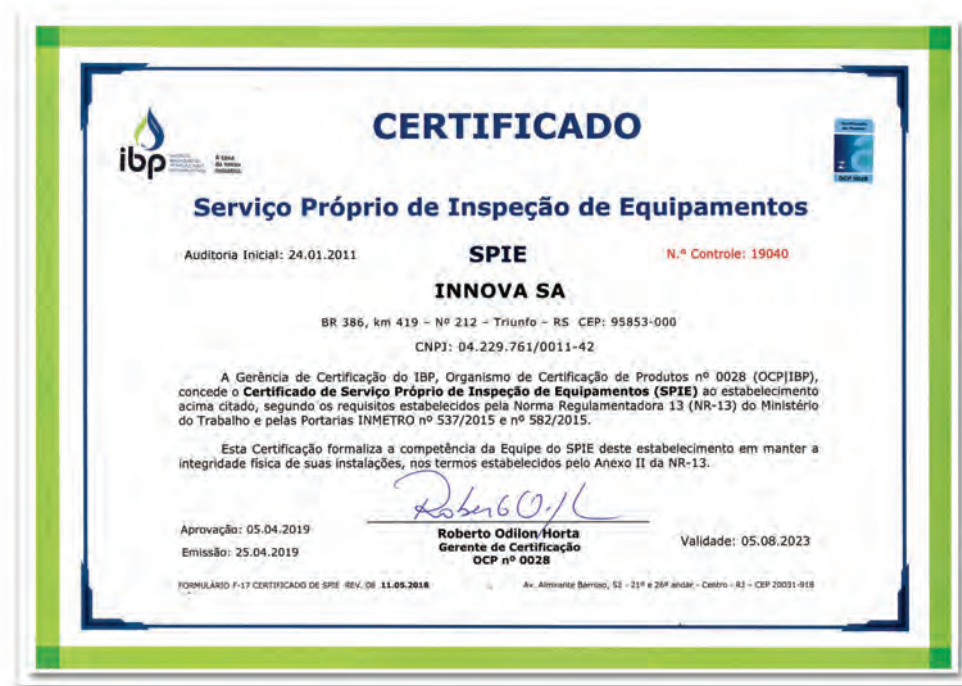 CERTIFICADO
ibp
A CASA
DA NOSSA
INDÚSTRIA
OCP 0028
Serviço Próprio de Inspeção de Equipamentos
Auditoria Inicial: 24.01.2011
SPIE
N.º Controle: 19040
INNOVA SA
BR 386, km 419 – Nº 212 – Triunfo – RS CEP: 95853-000
CNPJ: 04.229.761/0011-42
A Gerência de Certificação do IBP, Organismo de Certificação de Produtos nº 0028 (OCP|IBP),
concede o Certificado de Serviço Próprio de Inspeção de Equipamentos (SPIE) ao estabelecimento
acima citado, segundo os requisitos estabelecidos pela Norma Regulamentadora 13 (NR-13) do Ministério
do Trabalho e pelas Portarias INMETRO nº 537/2015 e nº 582/2015.
Esta Certificação formaliza a competência da Equipe do SPIE deste estabelecimento em manter a
integridade física de suas instalações, nos termos estabelecidos pelo Anexo II da NR-13.
Aprovação: 05.04.2019
Emissão: 25.04.2019
Roberto Odilon Horta
Gerente de Certificação
OCP nº 0028
Validade: 05.08.2023
FORMULÁRIO F-17 CERTIFICADO DE SPIE REV. 08 11.05.2018
Av. Almirante Barroso, 52 - 21º e 26º andar - Centro - RJ – CEP 20031-918